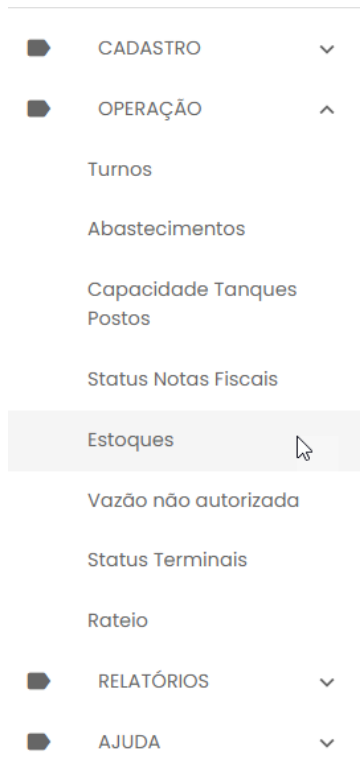 CADASTRO
OPERAÇÃO
Turnos
Abastecimentos
Capacidade Tanques
Postos
Status Notas Fiscais
Estoques
Vazão não autorizada
Status Terminais
Rateio
RELATÓRIOS
AJUDA